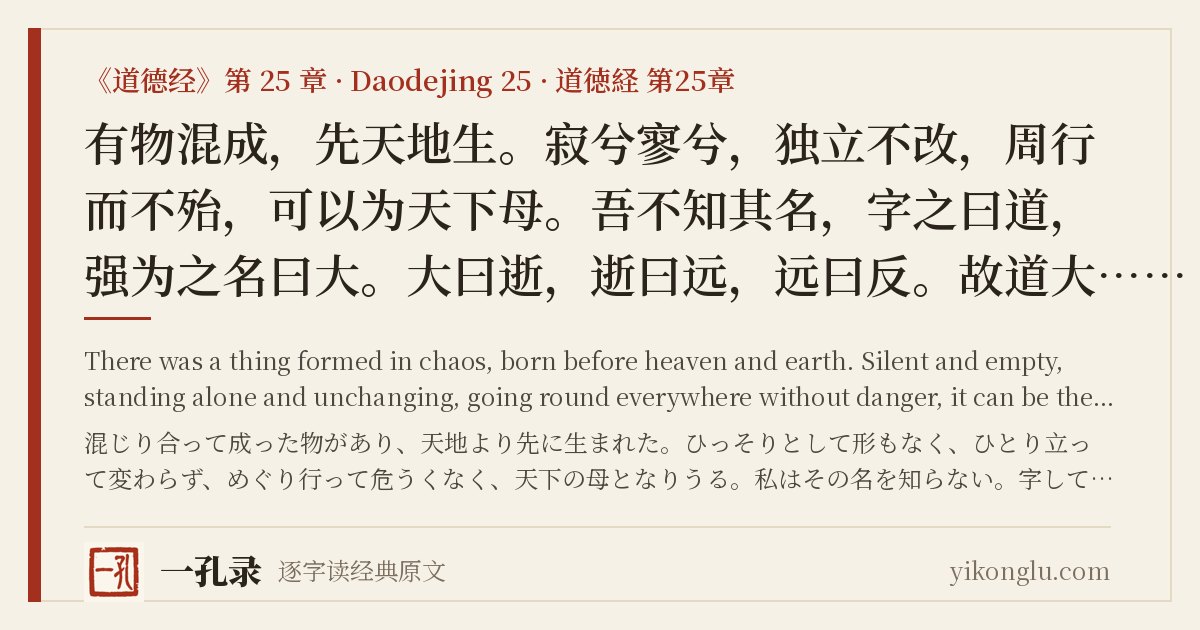 《道德经》第 25 章 · Daodejing 25 · 道徳経 第25章
有物混成，先天地生。寂兮寥兮，独立不改，周行
而不殆，可以为天下母。吾不知其名，字之曰道，
强为之名曰大。大曰逝，逝曰远，远曰反。故道大……
There was a thing formed in chaos, born before heaven and earth. Silent and empty,
standing alone and unchanging, going round everywhere without danger, it can be the…
混じり合って成った物があり、天地より先に生まれた。ひっそりとして形もなく、ひとり立っ
て変わらず、めぐり行って危うくなく、天下の母となりうる。私はその名を知らない。字して…
一孔
一孔录 逐字读经典原文 yikonglu.com